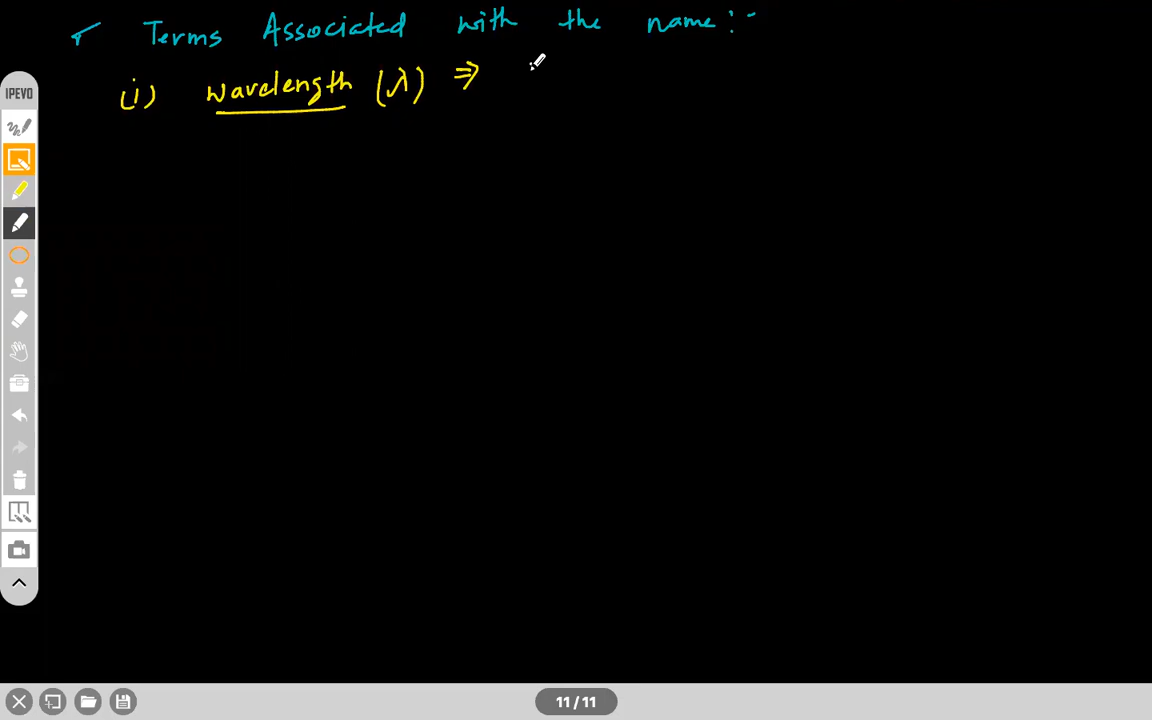 ✓ Terms Associated with the name:-
(i) Wavelength (λ) ⇒
IPEVO
11/11